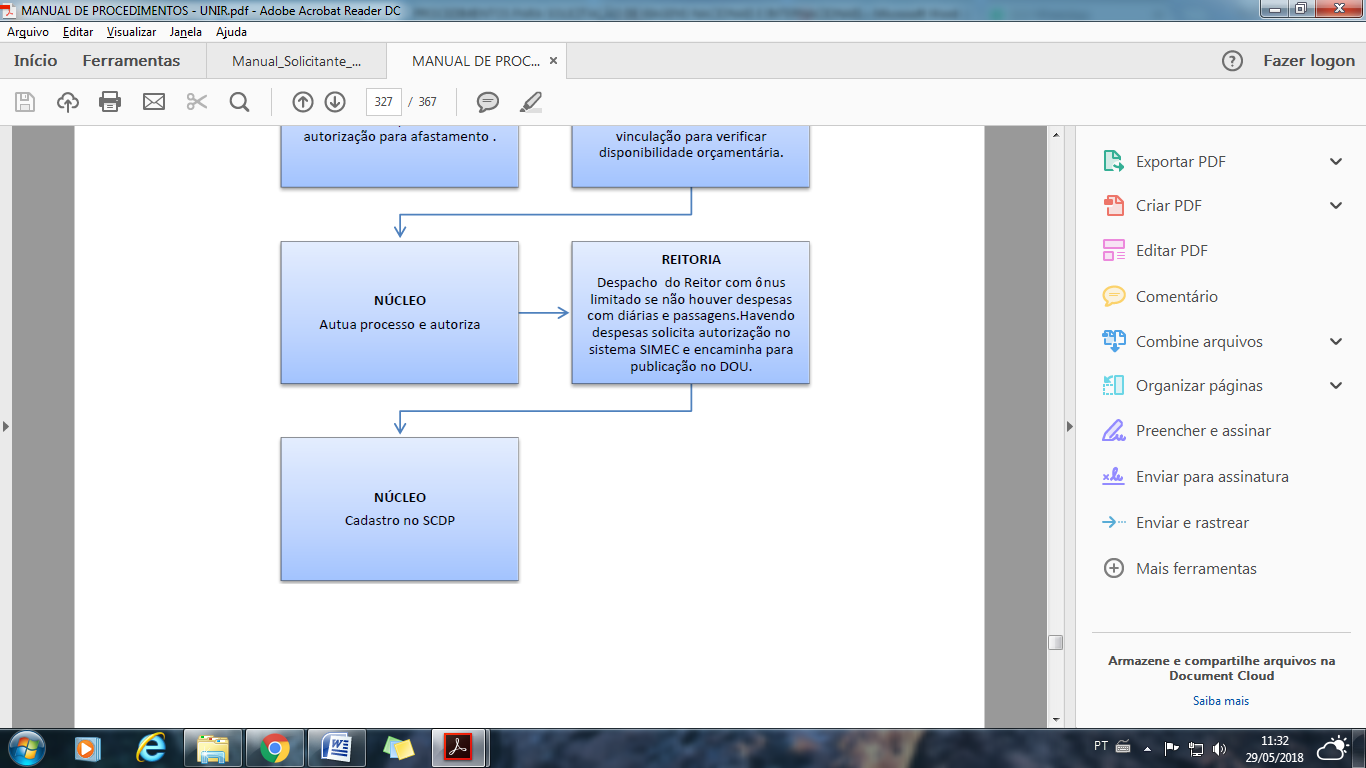 MANUAL DE PROCEDIMENTOS - UNIR.pdf - Adobe Acrobat Reader DC
Arquivo Editar Visualizar Janela Ajuda
Início Ferramentas Manual_Solicitante_... MANUAL DE PROC... × ? Fazer logon
327 / 367
autorização para afastamento .
vinculação para verificar
disponibilidade orçamentária.
NÚCLEO
Autua processo e autoriza
REITORIA
Despacho do Reitor com ônus
limitado se não houver despesas
com diárias e passagens.Havendo
despesas solicita autorização no
sistema SIMEC e encaminha para
publicação no DOU.
NÚCLEO
Cadastro no SCDP
Exportar PDF
Criar PDF
Editar PDF
Comentário
Combine arquivos
Organizar páginas
Preencher e assinar
Enviar para assinatura
Enviar e rastrear
Mais ferramentas
Armazene e compartilhe arquivos na
Document Cloud
Saiba mais
PT
11:32
29/05/2018